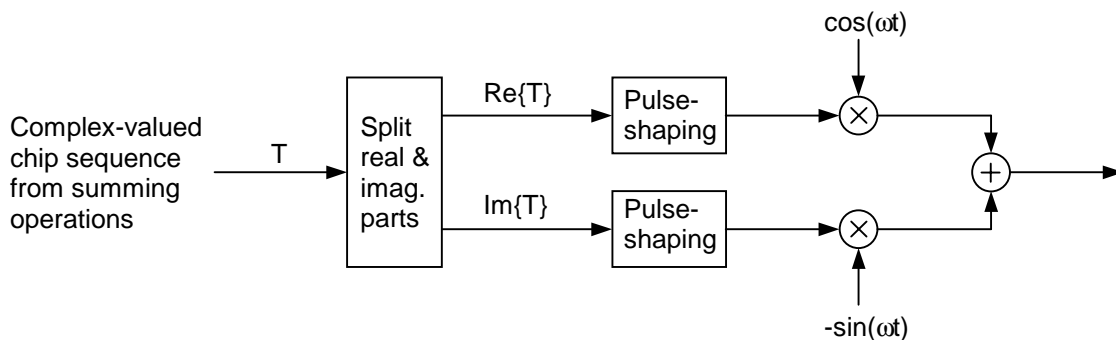 cos(ωt)
Complex-valued
chip sequence
from summing
operations
T
Split
real &
imag.
parts
Re{T}
Pulse-
shaping
Im{T}
Pulse-
shaping
-sin(ωt)